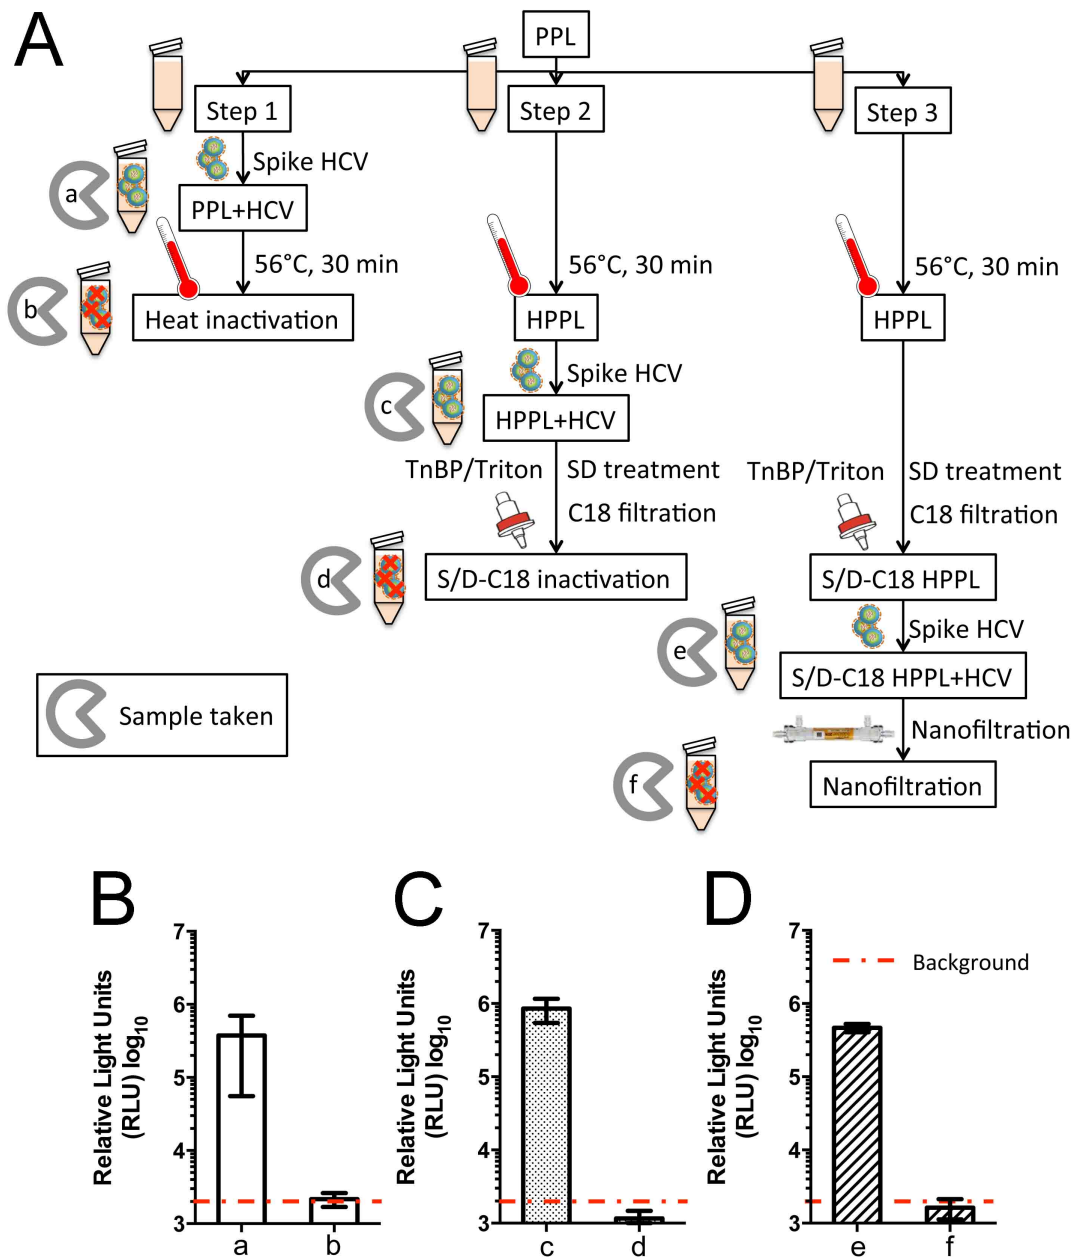 A
PPL
Step 1
Step 2
Step 3
Spike HCV
a
PPL+HCV
56°C, 30 min
56°C, 30 min
56°C, 30 min
b
Heat inactivation
HPPL
HPPL
Spike HCV
c
HPPL+HCV
TnBP/Triton
SD treatment
C18 filtration
TnBP/Triton
SD treatment
C18 filtration
d
S/D-C18 inactivation
S/D-C18 HPPL
Spike HCV
e
S/D-C18 HPPL+HCV
Nanofiltration
Sample taken
f
Nanofiltration
B
Relative Light Units
(RLU) log10
7
6
5
4
3
a
b
C
Relative Light Units
(RLU) log10
7
6
5
4
3
c
d
D
Relative Light Units
(RLU) log10
7
6
5
4
3
Background
e
f